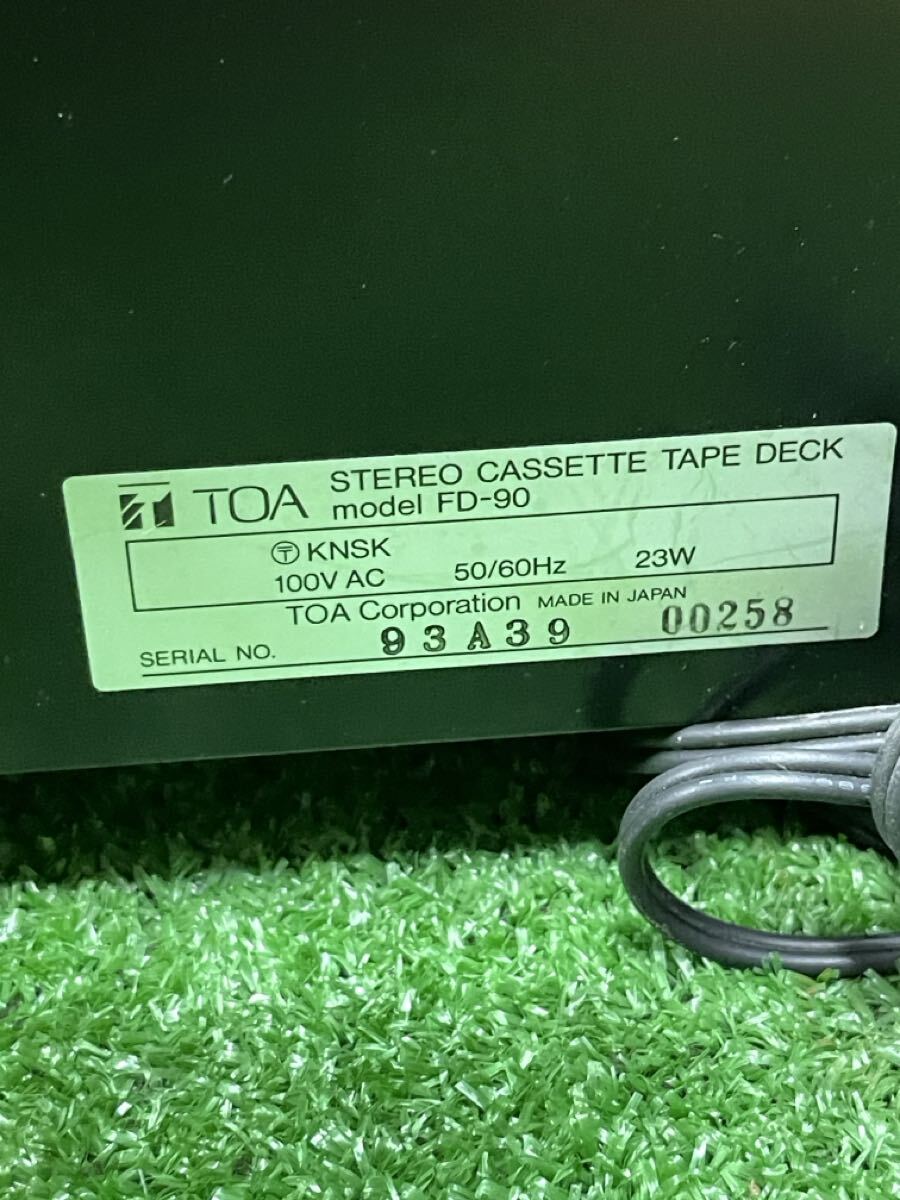 TOA STEREO CASSETTE TAPE DECK
model FD-90
〶 KNSK
100V AC 50/60Hz 23W
TOA Corporation MADE IN JAPAN
SERIAL NO. 93A39 00258